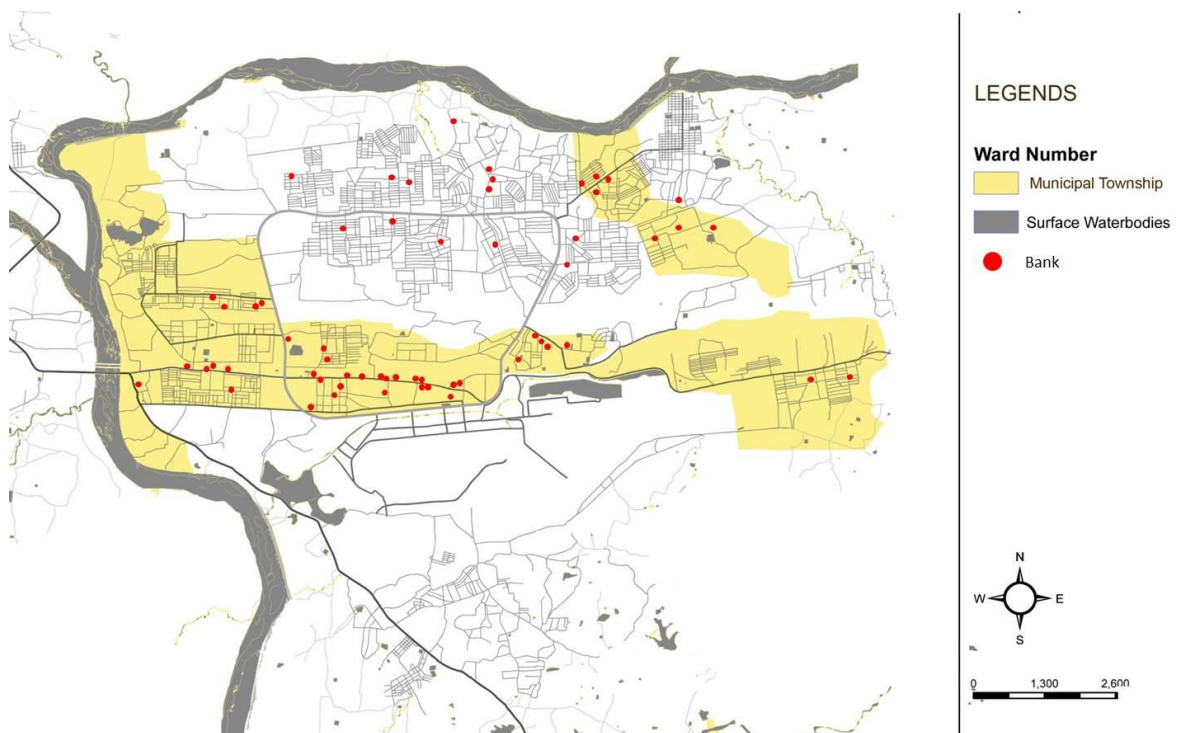 LEGENDS
Ward Number
Municipal Township
Surface Waterbodies
Bank
N
W E
S
0 1,300 2,600